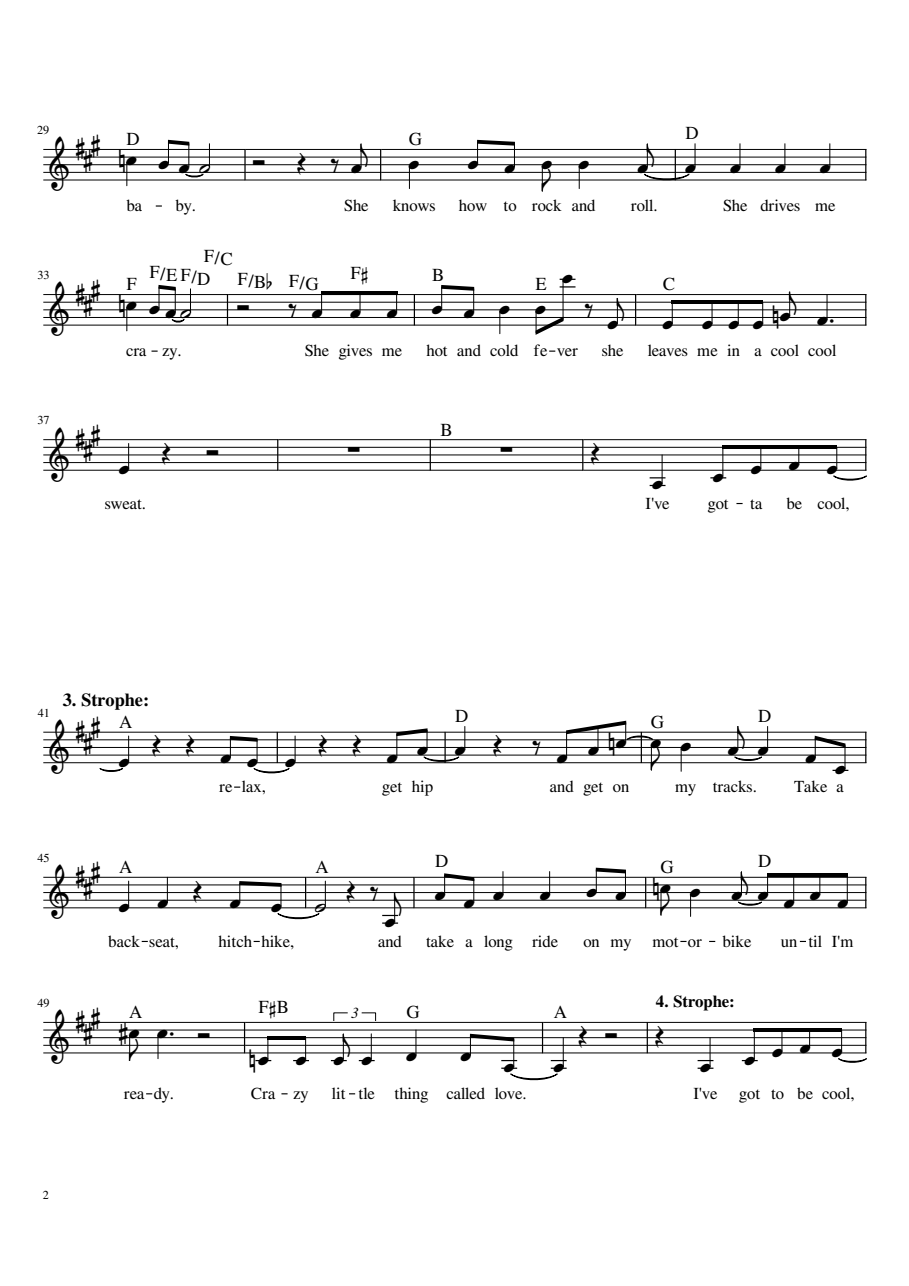 29
D G D
ba - by. She knows how to rock and roll. She drives me
33
F F/E F/D F/C F/B♭ F/G F♯ B E C
cra - zy. She gives me hot and cold fe - ver she leaves me in a cool cool
37
B
sweat. I've got - ta be cool,
3. Strophe:
41
A D G D
re - lax, get hip and get on my tracks. Take a
45
A A D G D
back - seat, hitch - hike, and take a long ride on my mot - or - bike un - til I'm
49
4. Strophe:
A F♯B 3 G A
rea - dy. Cra - zy lit - tle thing called love. I've got to be cool,
2